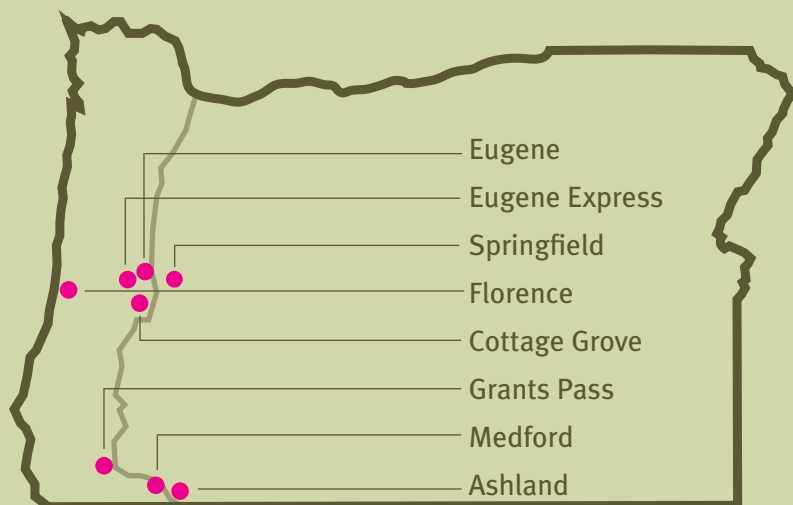 Eugene
Eugene Express
Springfield
Florence
Cottage Grove
Grants Pass
Medford
Ashland